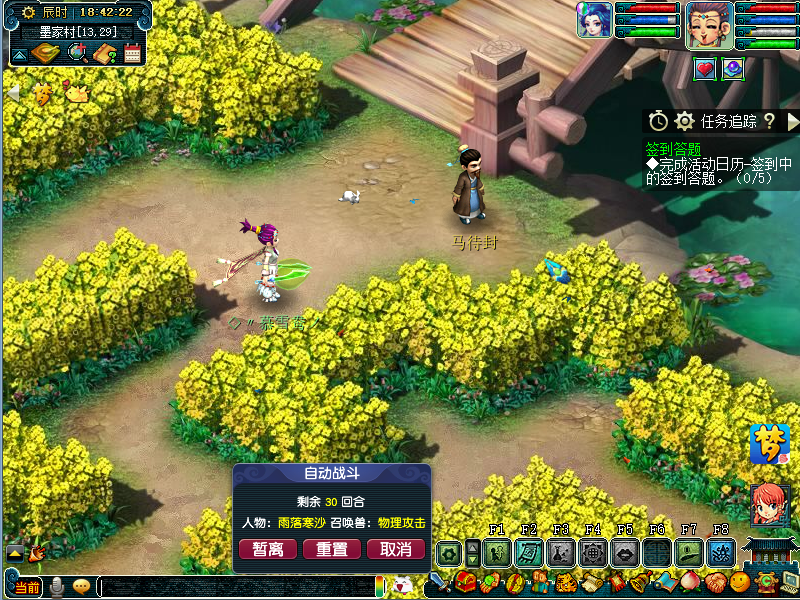 辰时 18:42:22
墨家村[13,29]
任务追踪 ?
签到答题
◆完成活动日历-签到中
的签到答题。(0/5)
马待封
梦
自动战斗
剩余 30 回合
人物：雨落寒沙 召唤兽：物理攻击
暂离 重置 取消
F1 F2 F3 F4 F5 F6 F7 F8
当前